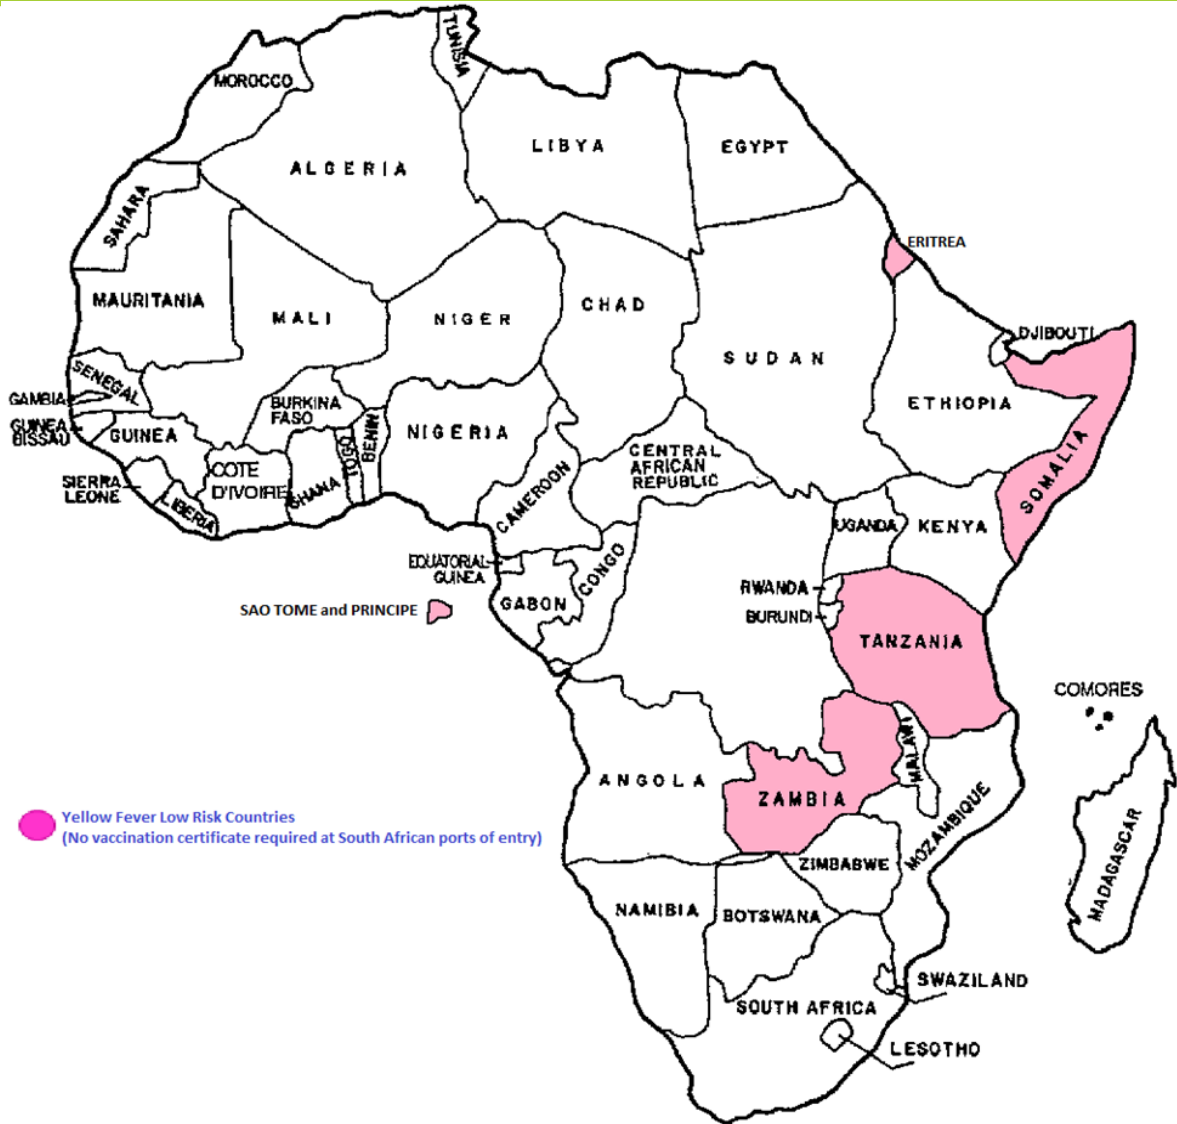 TUNISIA
MOROCCO
LIBYA
EGYPT
ALGERIA
SAHARA
ERITREA
MAURITANIA
MALI
NIGER
CHAD
DJIBOUTI
SUDAN
SENEGAL
GAMBIA
BURKINA
FASO
ETHIOPIA
GUINEA
BISSAU
GUINEA
BENIN
NIGERIA
TOGO
CENTRAL
AFRICAN
REPUBLIC
SOMALIA
COTE
D'IVOIRE
SIERRA
LEONE
GHANA
LIBERIA
CAMEROON
UGANDA
KENYA
EQUATORIAL
GUINEA
CONGO
RWANDA
GABON
SAO TOME and PRINCIPE
BURUNDI
TANZANIA
COMORES
MALAWI
ANGOLA
ZAMBIA
Yellow Fever Low Risk Countries
(No vaccination certificate required at South African ports of entry)
MOZAMBIQUE
ZIMBABWE
MADAGASCAR
NAMIBIA
BOTSWANA
SWAZILAND
SOUTH AFRICA
LESOTHO